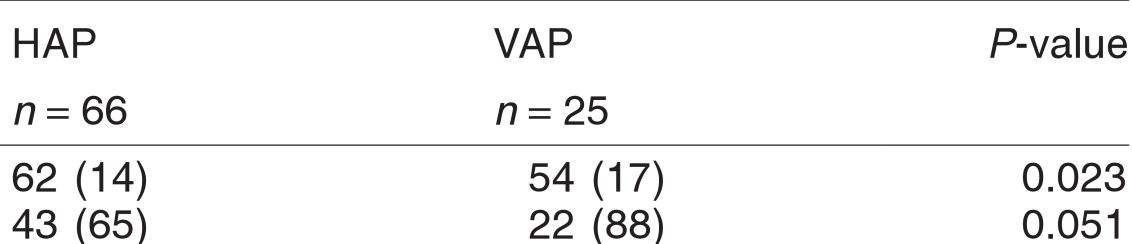 HAP VAP P-value
n = 66 n = 25
62 (14) 54 (17) 0.023
43 (65) 22 (88) 0.051